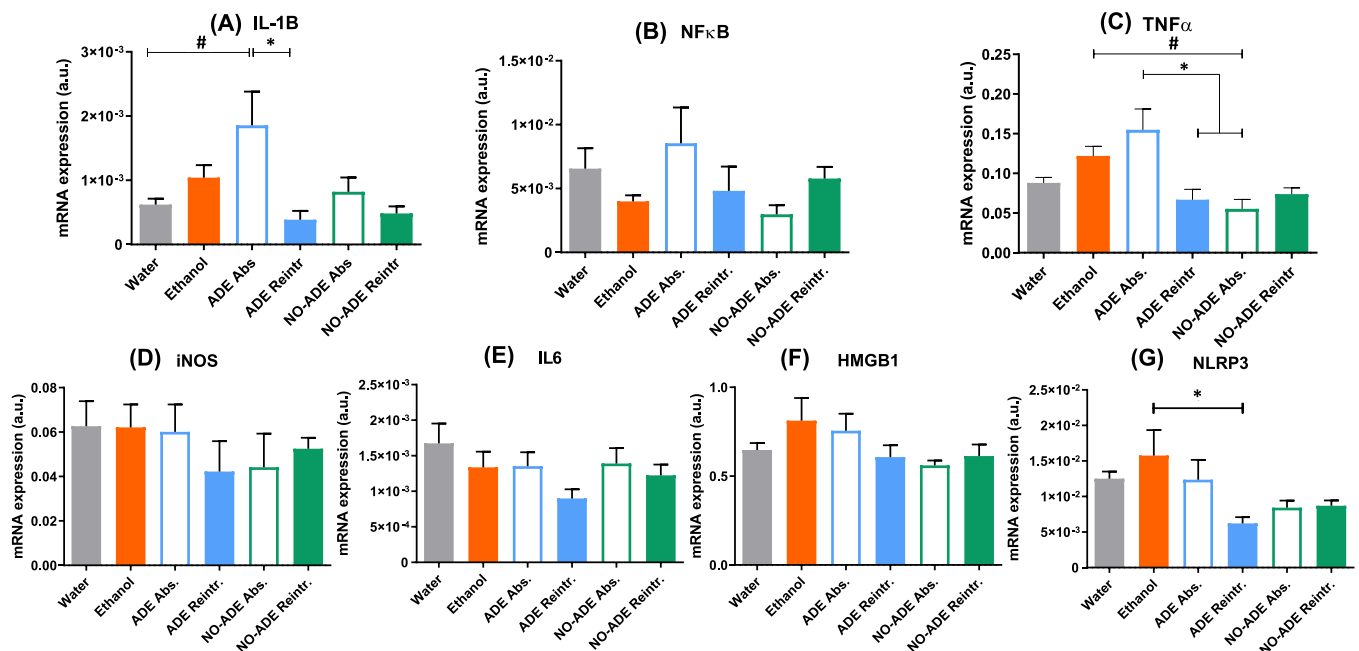 (A) IL-1B
mRNA expression (a.u.)
3×10⁻³
2×10⁻³
1×10⁻³
0
#
*
Water
Ethanol
ADE Abs
ADE Reintr
NO-ADE Abs
NO-ADE Reintr
(B) NFκB
mRNA expression (a.u.)
1.5×10⁻²
1.0×10⁻²
5.0×10⁻³
0
Water
Ethanol
ADE Abs.
ADE Reintr.
NO-ADE Abs.
NO-ADE Reintr.
(C) TNFα
mRNA expression (a.u.)
0.25
0.20
0.15
0.10
0.05
0.00
#
*
Water
Ethanol
ADE Abs.
ADE Reintr
NO-ADE Abs.
NO-ADE Reintr
(D) iNOS
mRNA expression (a.u.)
0.08
0.06
0.04
0.02
0.00
Water
Ethanol
ADE Abs.
ADE Reintr.
NO-ADE Abs.
NO-ADE Reintr.
(E) IL6
mRNA expression (a.u.)
2.5×10⁻³
2.0×10⁻³
1.5×10⁻³
1.0×10⁻³
5×10⁻⁴
0
Water
Ethanol
ADE Abs.
ADE Reintr.
NO-ADE Abs.
NO-ADE Reintr.
(F) HMGB1
mRNA expression (a.u.)
1.0
0.5
0.0
Water
Ethanol
ADE Abs.
ADE Reintr.
NO-ADE Abs.
NO-ADE Reintr.
(G) NLRP3
mRNA expression (a.u.)
2.5×10⁻²
2.0×10⁻²
1.5×10⁻²
1.0×10⁻²
5×10⁻³
0
*
Water
Ethanol
ADE Abs.
ADE Reintr.
NO-ADE Abs.
NO-ADE Reintr.